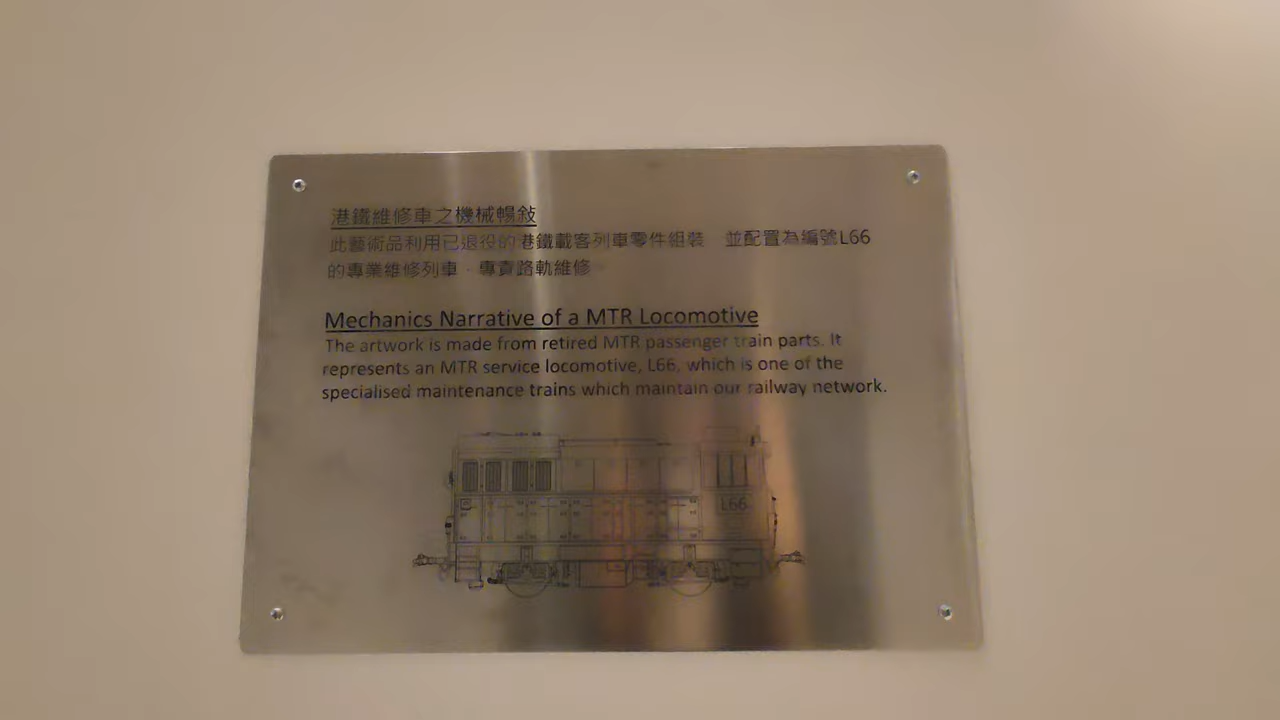 港鐵維修車之機械暢敍
此藝術品利用已退役的港鐵載客列車零件組裝 並配置為編號L66
的專業維修列車，專責路軌維修
Mechanics Narrative of a MTR Locomotive
The artwork is made from retired MTR passenger train parts. It
represents an MTR service locomotive, L66, which is one of the
specialised maintenance trains which maintain our railway network.
L66